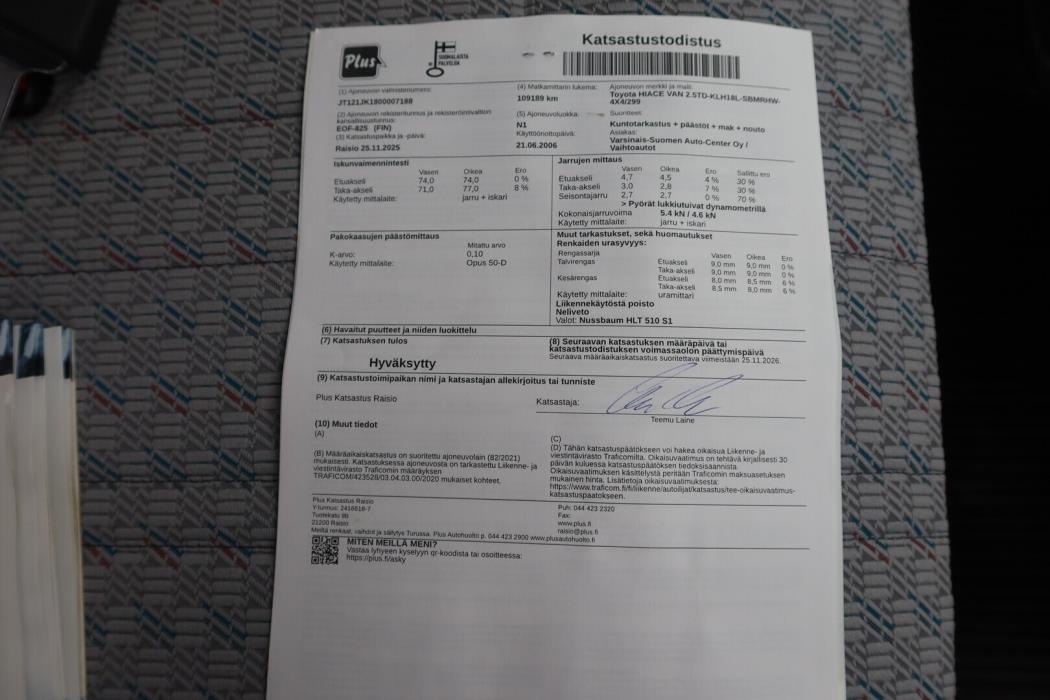 Plus
SUOMALAISTA
PALVELUA
Katsastustodistus
(1) Ajoneuvon valmistenumero:
JT121JK1800007188
(4) Matkamittarin lukema:
109189 km
Ajoneuvon merkki ja malli:
Toyota HIACE VAN 2.5TD-KLH18L-SBMRHW-
4X4/299
(2) Ajoneuvon rekisteritunnus ja rekisteröintivaltion
kansallisuustunnus:
EOF-825 (FIN)
(5) Ajoneuvoluokka:
N1
Suoritteet:
Kuntotarkastus + päästöt + mak + nouto
(3) Katsastuspaikka ja -päivä:
Raisio 25.11.2025
Käyttöönottopäivä:
21.06.2006
Asiakas:
Varsinais-Suomen Auto-Center Oy /
Vaihtoautot
Iskunvaimennintesti
Vasen Oikea Ero
Etuakseli 74,0 74,0 0 %
Taka-akseli 71,0 77,0 8 %
Käytetty mittalaite: jarru + iskari
Jarrujen mittaus
Vasen Oikea Ero Sallittu ero
Etuakseli 4,7 4,5 4 % 30 %
Taka-akseli 3,0 2,8 7 % 30 %
Seisontajarru 2,7 2,7 0 % 70 %
> Pyörät lukkiutuivat dynamometrillä
Kokonaisjarruvoima 5.4 kN / 4.6 kN
Käytetty mittalaite: jarru + iskari
Pakokaasujen päästömittaus
Mitattu arvo
K-arvo: 0,10
Käytetty mittalaite: Opus 50-D
Muut tarkastukset, sekä huomautukset
Renkaiden urasyvyys:
Rengassarja Vasen Oikea Ero
Talvirengas Etuakseli 9,0 mm 9,0 mm 0 %
Taka-akseli 9,0 mm 9,0 mm 0 %
Kesärengas Etuakseli 8,0 mm 8,5 mm 6 %
Taka-akseli 8,5 mm 8,0 mm 6 %
Käytetty mittalaite: uramittari
Liikennekäytöstä poisto
Neliveto
Valot: Nussbaum HLT 510 S1
(6) Havaitut puutteet ja niiden luokittelu
(7) Katsastuksen tulos
Hyväksytty
(8) Seuraavan katsastuksen määräpäivä tai
katsastustodistuksen voimassaolon päättymispäivä
Seuraava määräaikaiskatsastus suoritettava viimeistään 25.11.2026.
(9) Katsastustoimipaikan nimi ja katsastajan allekirjoitus tai tunniste
Plus Katsastus Raisio
Katsastaja:
Teemu Laine
(10) Muut tiedot
(A)
(B) Määräaikaiskatsastus on suoritettu ajoneuvolain (82/2021)
mukaisesti. Katsastuksessa ajoneuvosta on tarkastettu Liikenne- ja
viestintävirasto Traficomin määräyksen
TRAFICOM/423528/03.04.03.00/2020 mukaiset kohteet.
(C)
(D) Tähän katsastuspäätökseen voi hakea oikaisua Liikenne- ja
viestintävirasto Traficomilta. Oikaisuvaatimus on tehtävä kirjallisesti 30
päivän kuluessa katsastuspäätöksen tiedoksisaannista.
Oikaisuvaatimuksen käsittelystä peritään Traficomin maksuasetuksen
mukainen hinta. Lisätietoja oikaisuvaatimuksesta:
https://www.traficom.fi/fi/liikenne/autoilijat/katsastus/tee-oikaisuvaatimus-
katsastuspaatokseen.
Plus Katsastus Raisio
Y-tunnus: 2416618-7
Tuotekatu 8B
21200 Raisio
Puh: 044 423 2320
Fax:
www.plus.fi
raisio@plus.fi
Meiltä renkaat, vaihdot ja säilytys Turussa. Plus Autohuolto p. 044 423 2900 www.plusautohuolto.fi
MITEN MEILLÄ MENI?
Vastaa lyhyeen kyselyyn qr-koodista tai osoitteessa:
https://plus.fi/asky